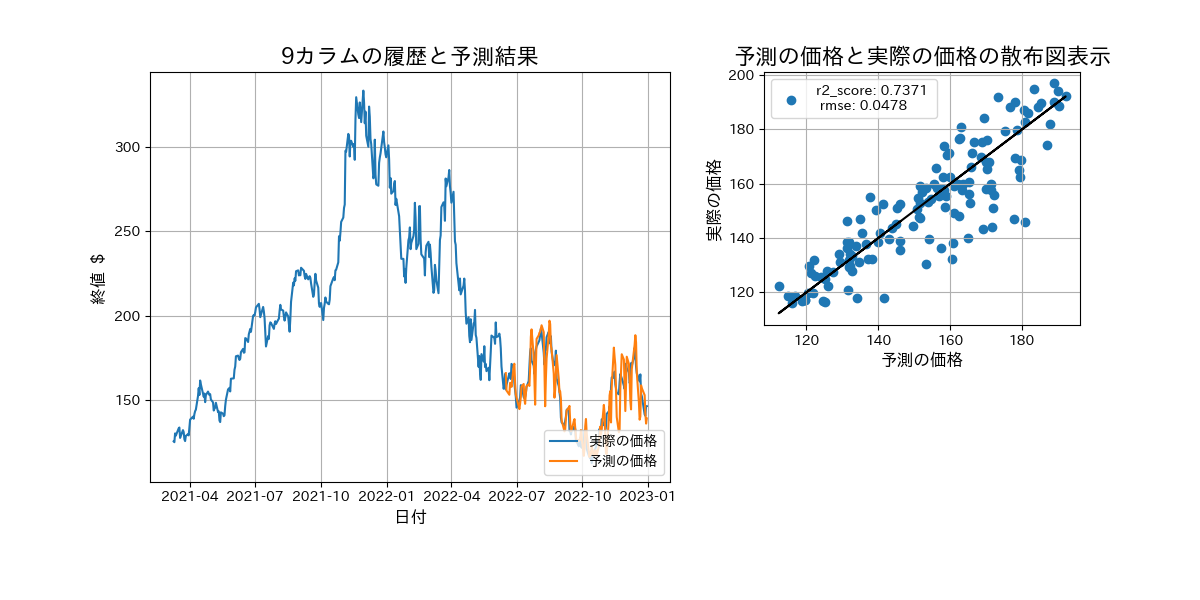 9カラムの履歴と予測結果
終値 $
300
250
200
150
2021-04 2021-07 2021-10 2022-01 2022-04 2022-07 2022-10 2023-01
日付
実際の価格
予測の価格
予測の価格と実際の価格の散布図表示
r2_score: 0.7371
rmse: 0.0478
実際の価格
200
180
160
140
120
120 140 160 180
予測の価格